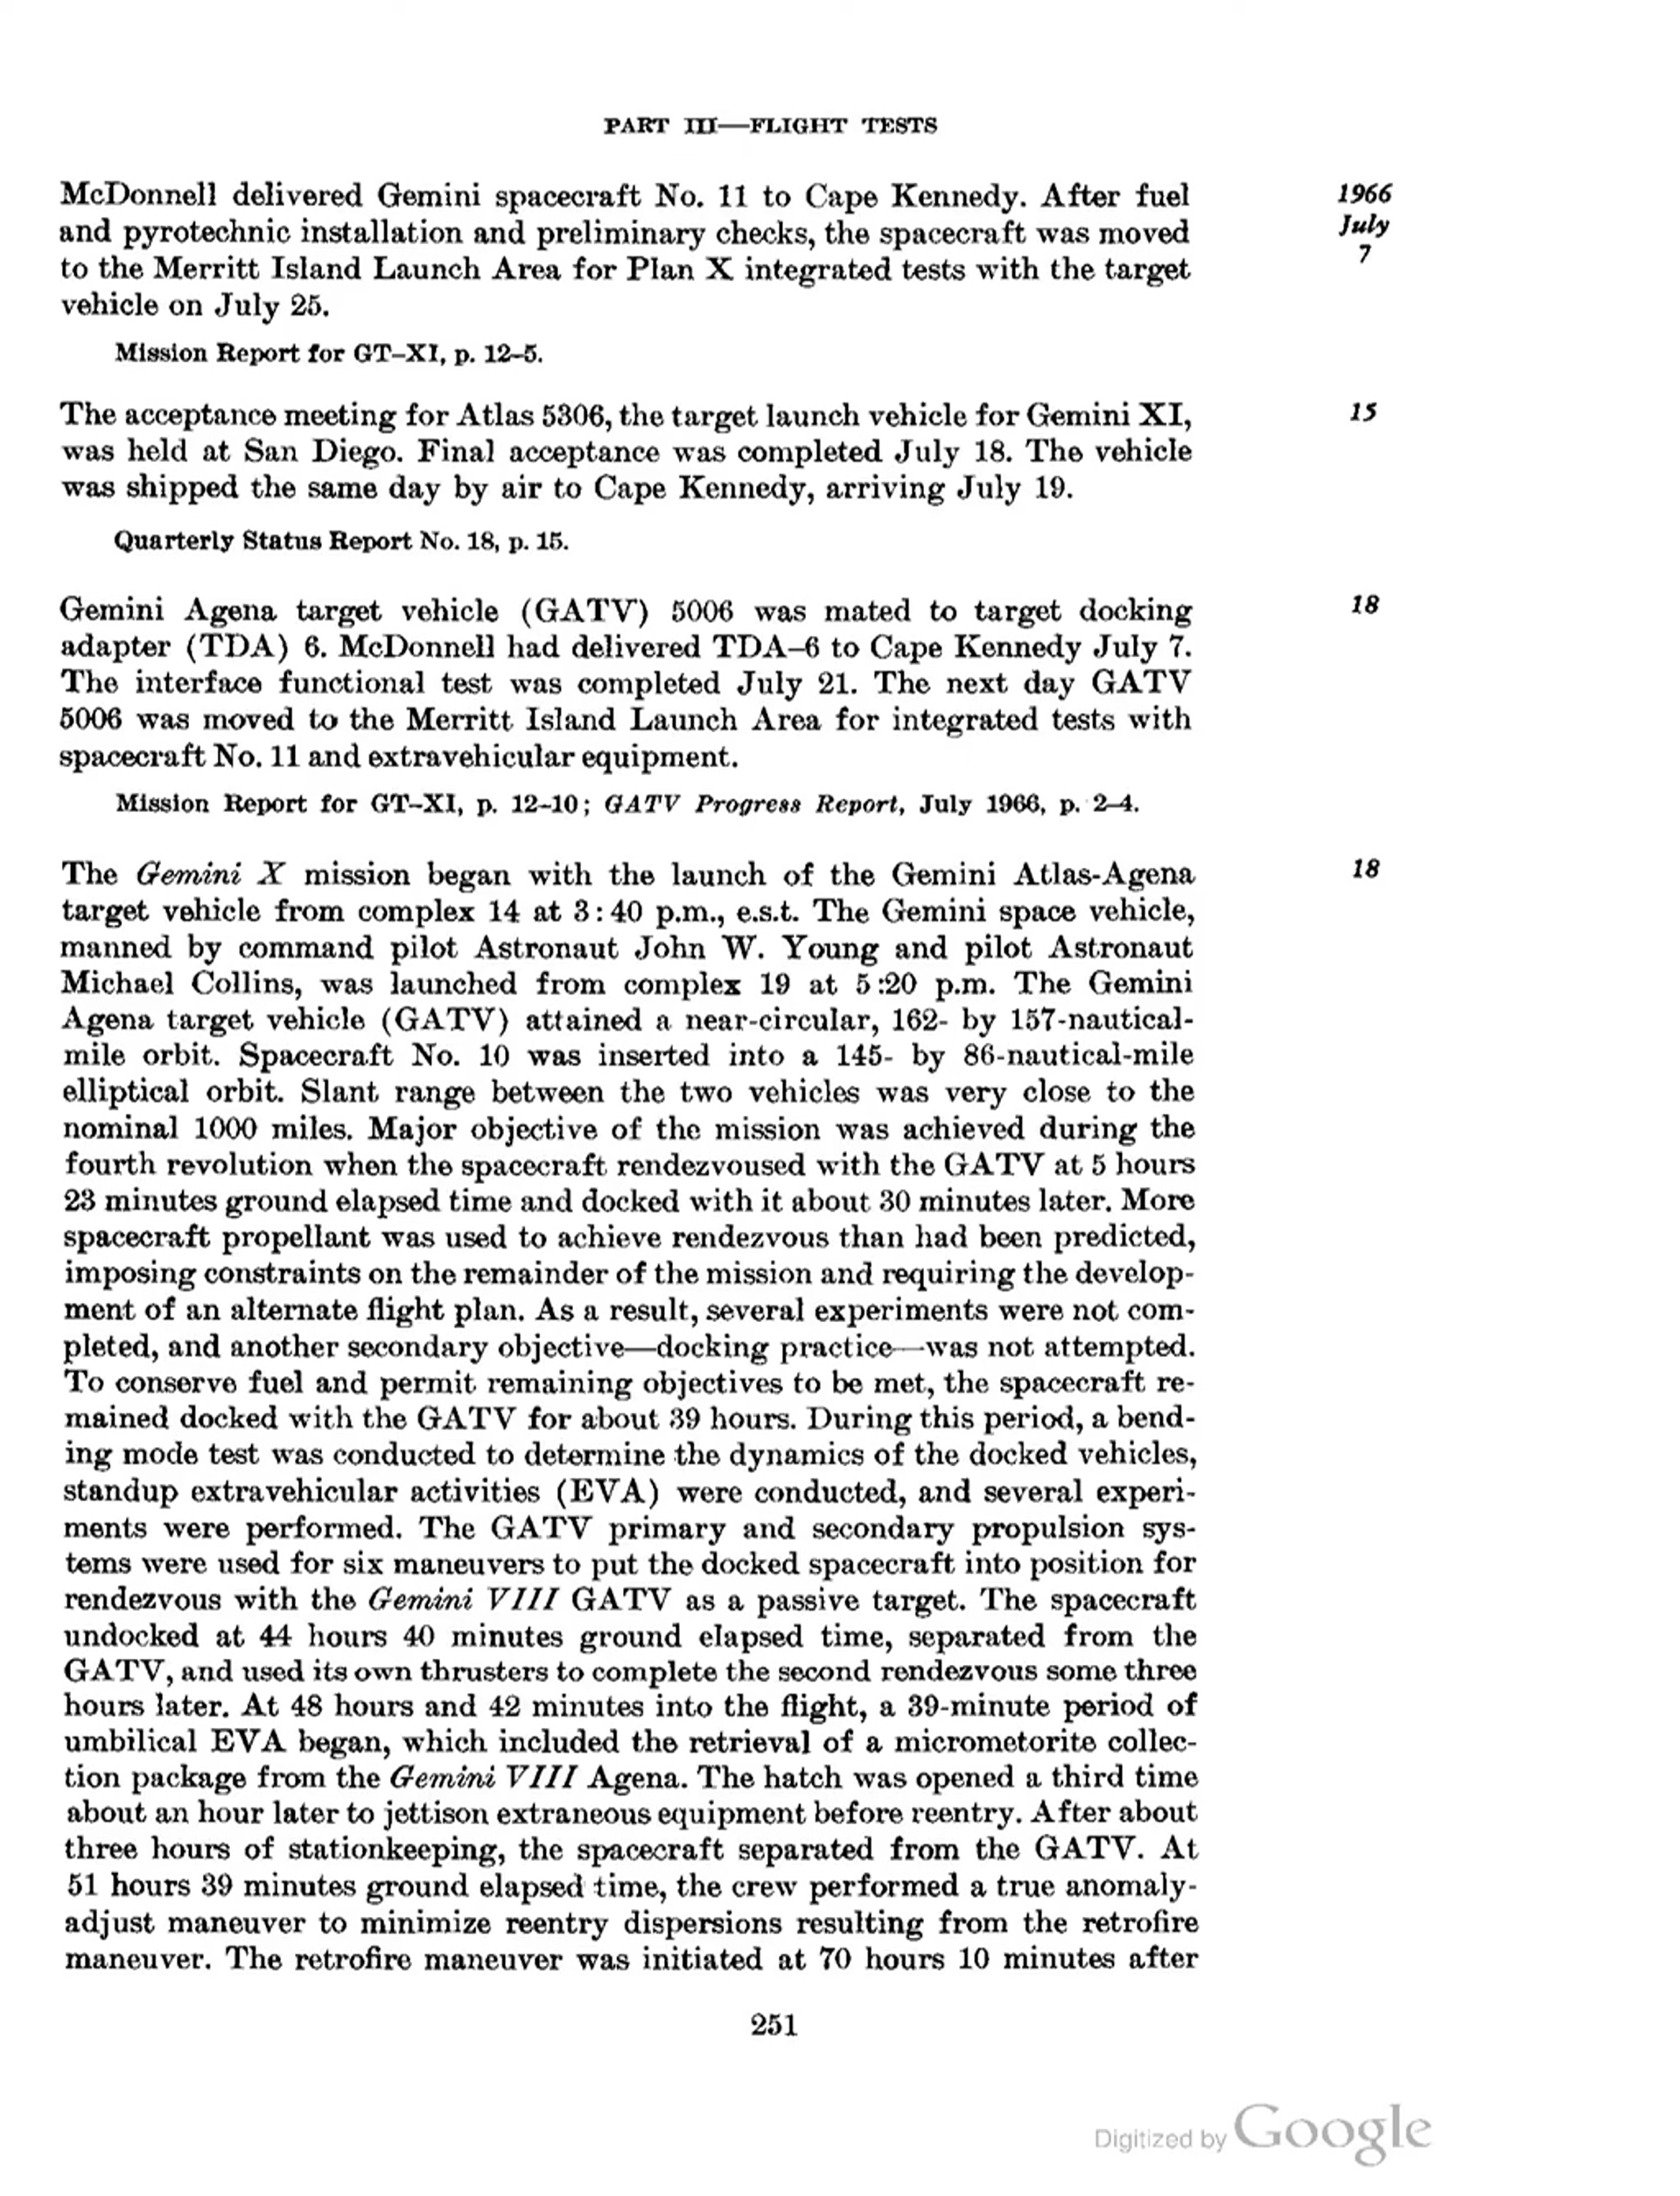 PART III—FLIGHT TESTS
McDonnell delivered Gemini spacecraft No. 11 to Cape Kennedy. After fuel
and pyrotechnic installation and preliminary checks, the spacecraft was moved
to the Merritt Island Launch Area for Plan X integrated tests with the target
vehicle on July 25.
1966
July
7
Mission Report for GT–XI, p. 12–5.
The acceptance meeting for Atlas 5306, the target launch vehicle for Gemini XI,
was held at San Diego. Final acceptance was completed July 18. The vehicle
was shipped the same day by air to Cape Kennedy, arriving July 19.
15
Quarterly Status Report No. 18, p. 15.
Gemini Agena target vehicle (GATV) 5006 was mated to target docking
adapter (TDA) 6. McDonnell had delivered TDA–6 to Cape Kennedy July 7.
The interface functional test was completed July 21. The next day GATV
5006 was moved to the Merritt Island Launch Area for integrated tests with
spacecraft No. 11 and extravehicular equipment.
18
Mission Report for GT–XI, p. 12–10; GATV Progress Report, July 1966, p. 2–4.
The Gemini X mission began with the launch of the Gemini Atlas-Agena
target vehicle from complex 14 at 3:40 p.m., e.s.t. The Gemini space vehicle,
manned by command pilot Astronaut John W. Young and pilot Astronaut
Michael Collins, was launched from complex 19 at 5:20 p.m. The Gemini
Agena target vehicle (GATV) attained a near-circular, 162- by 157-nautical-
mile orbit. Spacecraft No. 10 was inserted into a 145- by 86-nautical-mile
elliptical orbit. Slant range between the two vehicles was very close to the
nominal 1000 miles. Major objective of the mission was achieved during the
fourth revolution when the spacecraft rendezvoused with the GATV at 5 hours
23 minutes ground elapsed time and docked with it about 30 minutes later. More
spacecraft propellant was used to achieve rendezvous than had been predicted,
imposing constraints on the remainder of the mission and requiring the develop-
ment of an alternate flight plan. As a result, several experiments were not com-
pleted, and another secondary objective—docking practice—was not attempted.
To conserve fuel and permit remaining objectives to be met, the spacecraft re-
mained docked with the GATV for about 39 hours. During this period, a bend-
ing mode test was conducted to determine the dynamics of the docked vehicles,
standup extravehicular activities (EVA) were conducted, and several experi-
ments were performed. The GATV primary and secondary propulsion sys-
tems were used for six maneuvers to put the docked spacecraft into position for
rendezvous with the Gemini VIII GATV as a passive target. The spacecraft
undocked at 44 hours 40 minutes ground elapsed time, separated from the
GATV, and used its own thrusters to complete the second rendezvous some three
hours later. At 48 hours and 42 minutes into the flight, a 39-minute period of
umbilical EVA began, which included the retrieval of a micrometorite collec-
tion package from the Gemini VIII Agena. The hatch was opened a third time
about an hour later to jettison extraneous equipment before reentry. After about
three hours of stationkeeping, the spacecraft separated from the GATV. At
51 hours 39 minutes ground elapsed time, the crew performed a true anomaly-
adjust maneuver to minimize reentry dispersions resulting from the retrofire
maneuver. The retrofire maneuver was initiated at 70 hours 10 minutes after
18
251
Digitized by Google